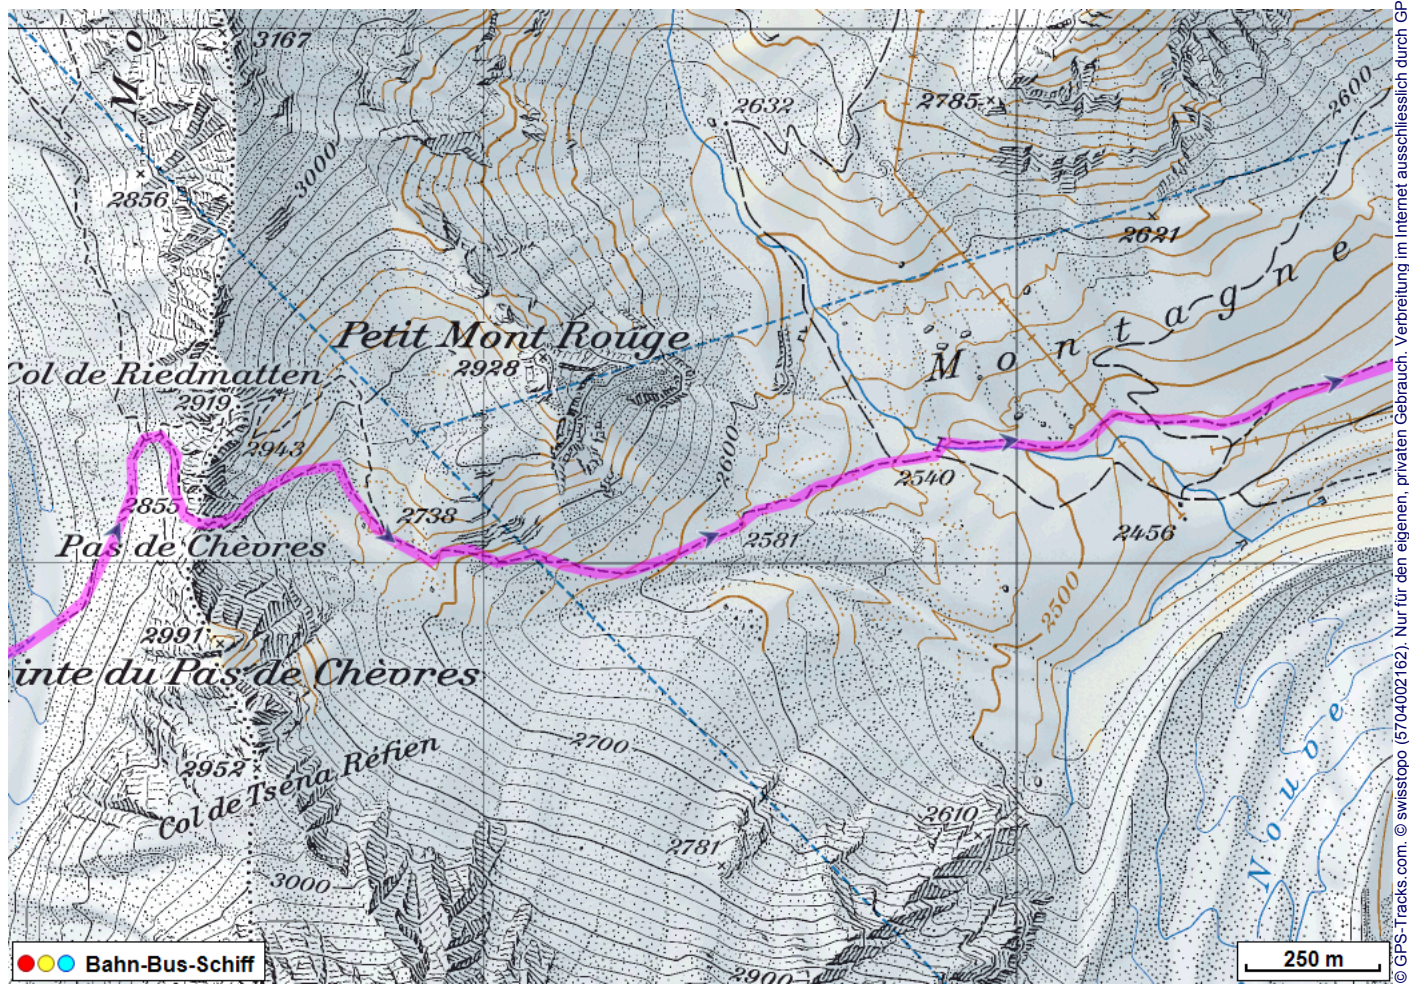 3167
Mo
3000
2856
2632
2785
2600
2621
Petit Mont Rouge
2928
Col de Riedmatten
2919
2943
Montagne
2600
2855
2738
2540
Pas de Chèvres
2581
2456
2500
2991
inte du Pas de Chèvres
2700
Nouve
2952
Col de Tsena Réfien
2610
2781
3000
2900
Bahn-Bus-Schiff
250 m
© GPS-Tracks.com. © swisstopo (5704002162). Nur für den eigenen, privaten Gebrauch. Verbreitung im Internet ausschliesslich durch GP